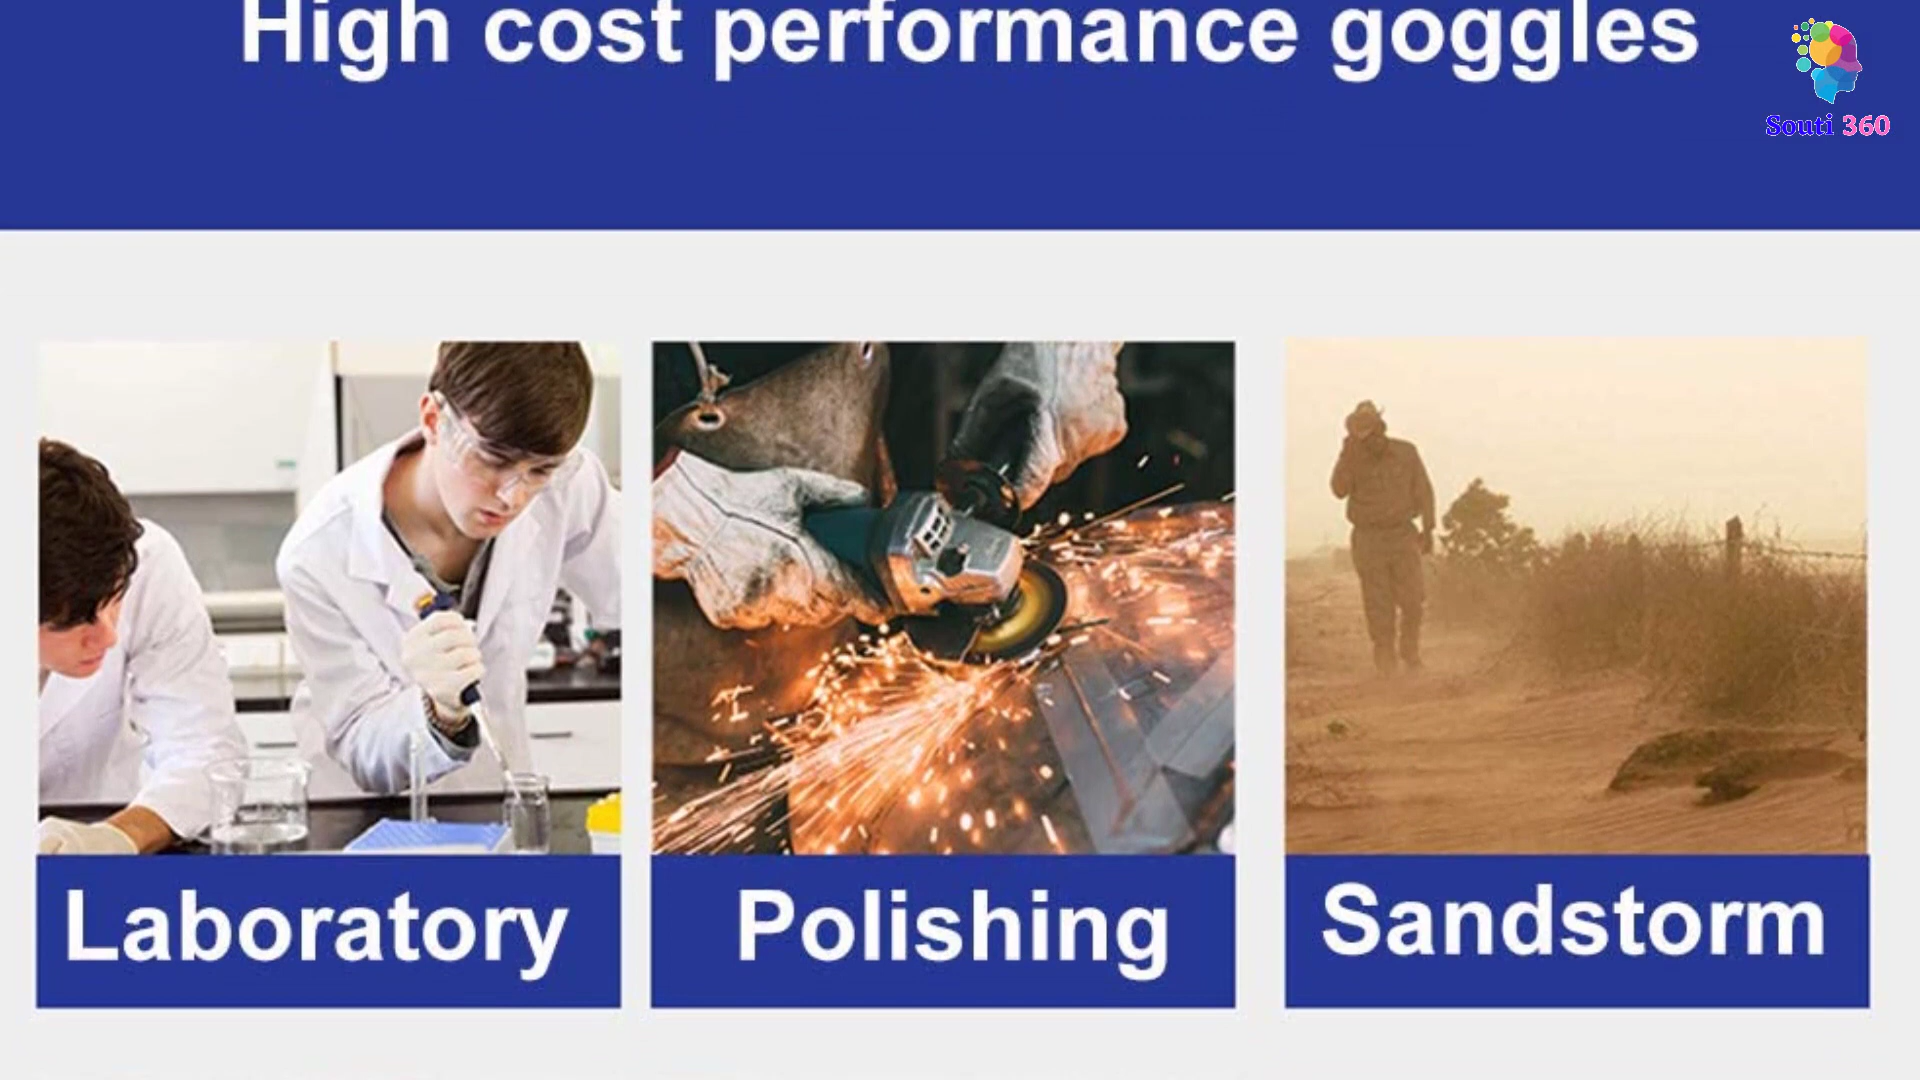 High cost performance goggles
Souti 360
Laboratory
Polishing
Sandstorm